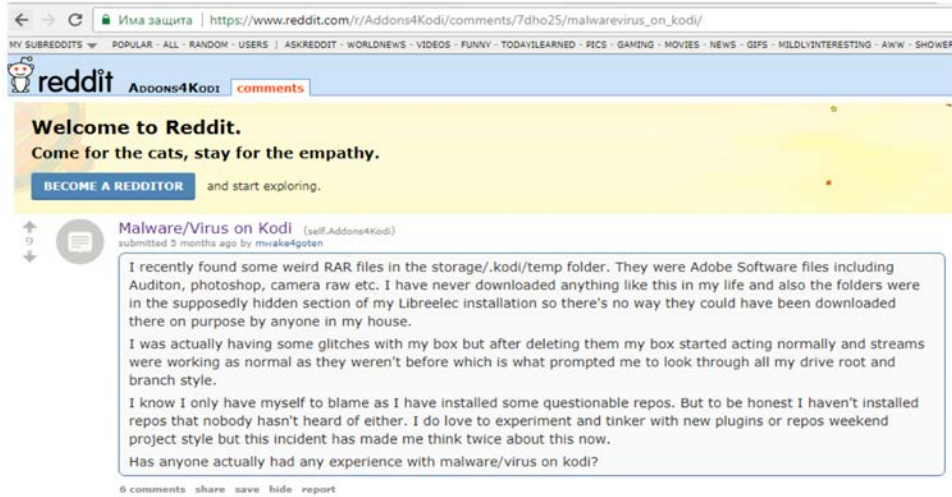 Има защита | https://www.reddit.com/r/Addons4Kodi/comments/7dho25/malwarevirus_on_kodi/
MY SUBREDDITS POPULAR - ALL - RANDOM - USERS | ASKREDDIT - WORLDNEWS - VIDEOS - FUNNY - TODAYILEARNED - PICS - GAMING - MOVIES - NEWS - GIFS - MILDLYINTERESTING - AWW - SHOWER
reddit ADDONS4KODI comments
Welcome to Reddit.
Come for the cats, stay for the empathy.
BECOME A REDDITOR and start exploring.
Malware/Virus on Kodi (self.Addons4Kodi)
9 submitted 5 months ago by mwake4goten
I recently found some weird RAR files in the storage/.kodi/temp folder. They were Adobe Software files including
Auditon, photoshop, camera raw etc. I have never downloaded anything like this in my life and also the folders were
in the supposedly hidden section of my Libreelec installation so there's no way they could have been downloaded
there on purpose by anyone in my house.
I was actually having some glitches with my box but after deleting them my box started acting normally and streams
were working as normal as they weren't before which is what prompted me to look through all my drive root and
branch style.
I know I only have myself to blame as I have installed some questionable repos. But to be honest I haven't installed
repos that nobody hasn't heard of either. I do love to experiment and tinker with new plugins or repos weekend
project style but this incident has made me think twice about this now.
Has anyone actually had any experience with malware/virus on kodi?
6 comments share save hide report